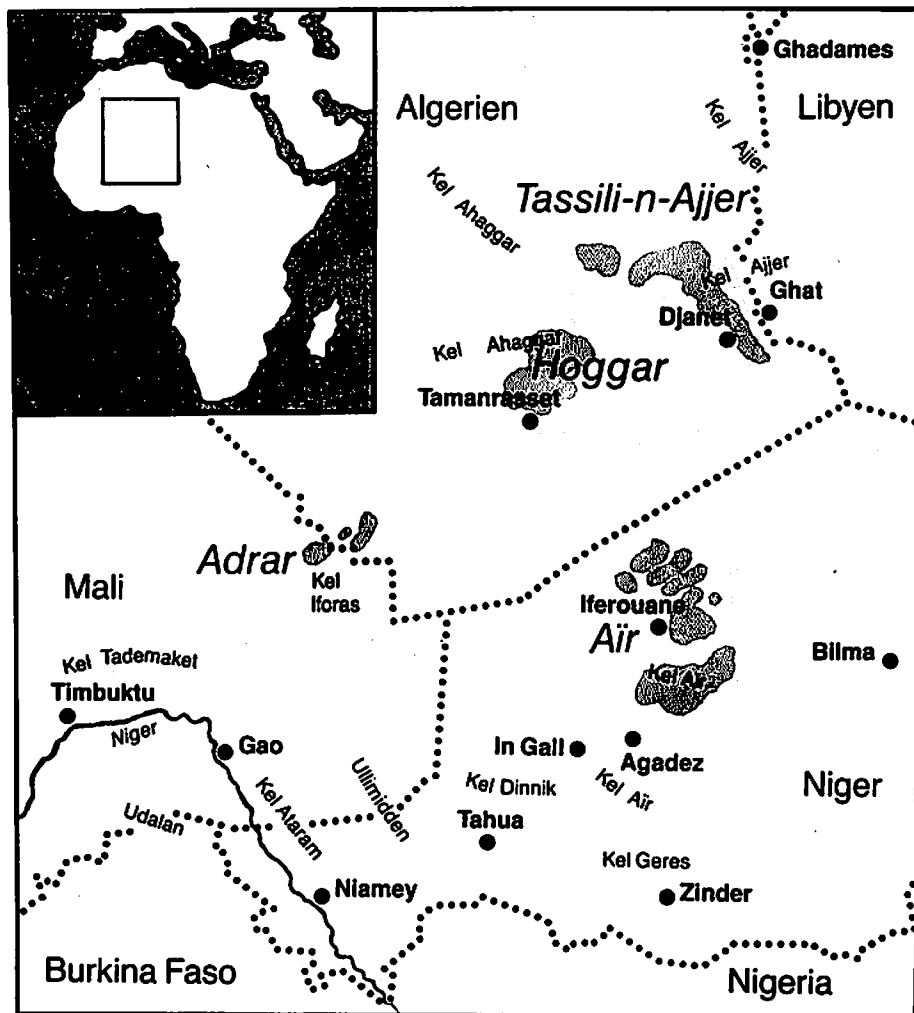 Ghadames
Algerien
Libyen
Kel Ajjer
Kel Ahaggar
Tassili-n-Ajjer
Kel Ajjer
Ghat
Djanet
Kel Ahaggar
Hoggar
Tamanrasset
Adrar
Kel
Iforas
Mali
Iferouane
Aïr
Kel Tademaket
Timbuktu
Bilma
Kel Aïr
Niger
Gao
In Gall
Agadez
Ullimidden
Kel Dinnik
Kel Aïr
Niger
Kel Ataram
Udalan
Tahua
Kel Geres
Niamey
Zinder
Burkina Faso
Nigeria